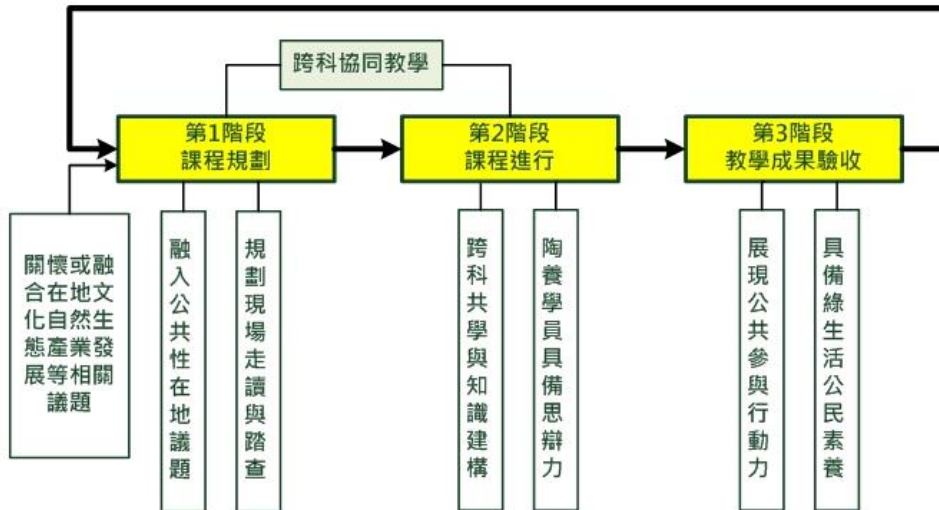 跨科協同教學
第1階段
課程規劃
第2階段
課程進行
第3階段
教學成果驗收
關懷或融
合在地文
化自然生
態產業發
展等相關
議題
融入公共性在地議題
規劃現場走讀與踏查
跨科共學與知識建構
陶養學員具備思辯力
展現公共參與行動力
具備綠生活公民素養